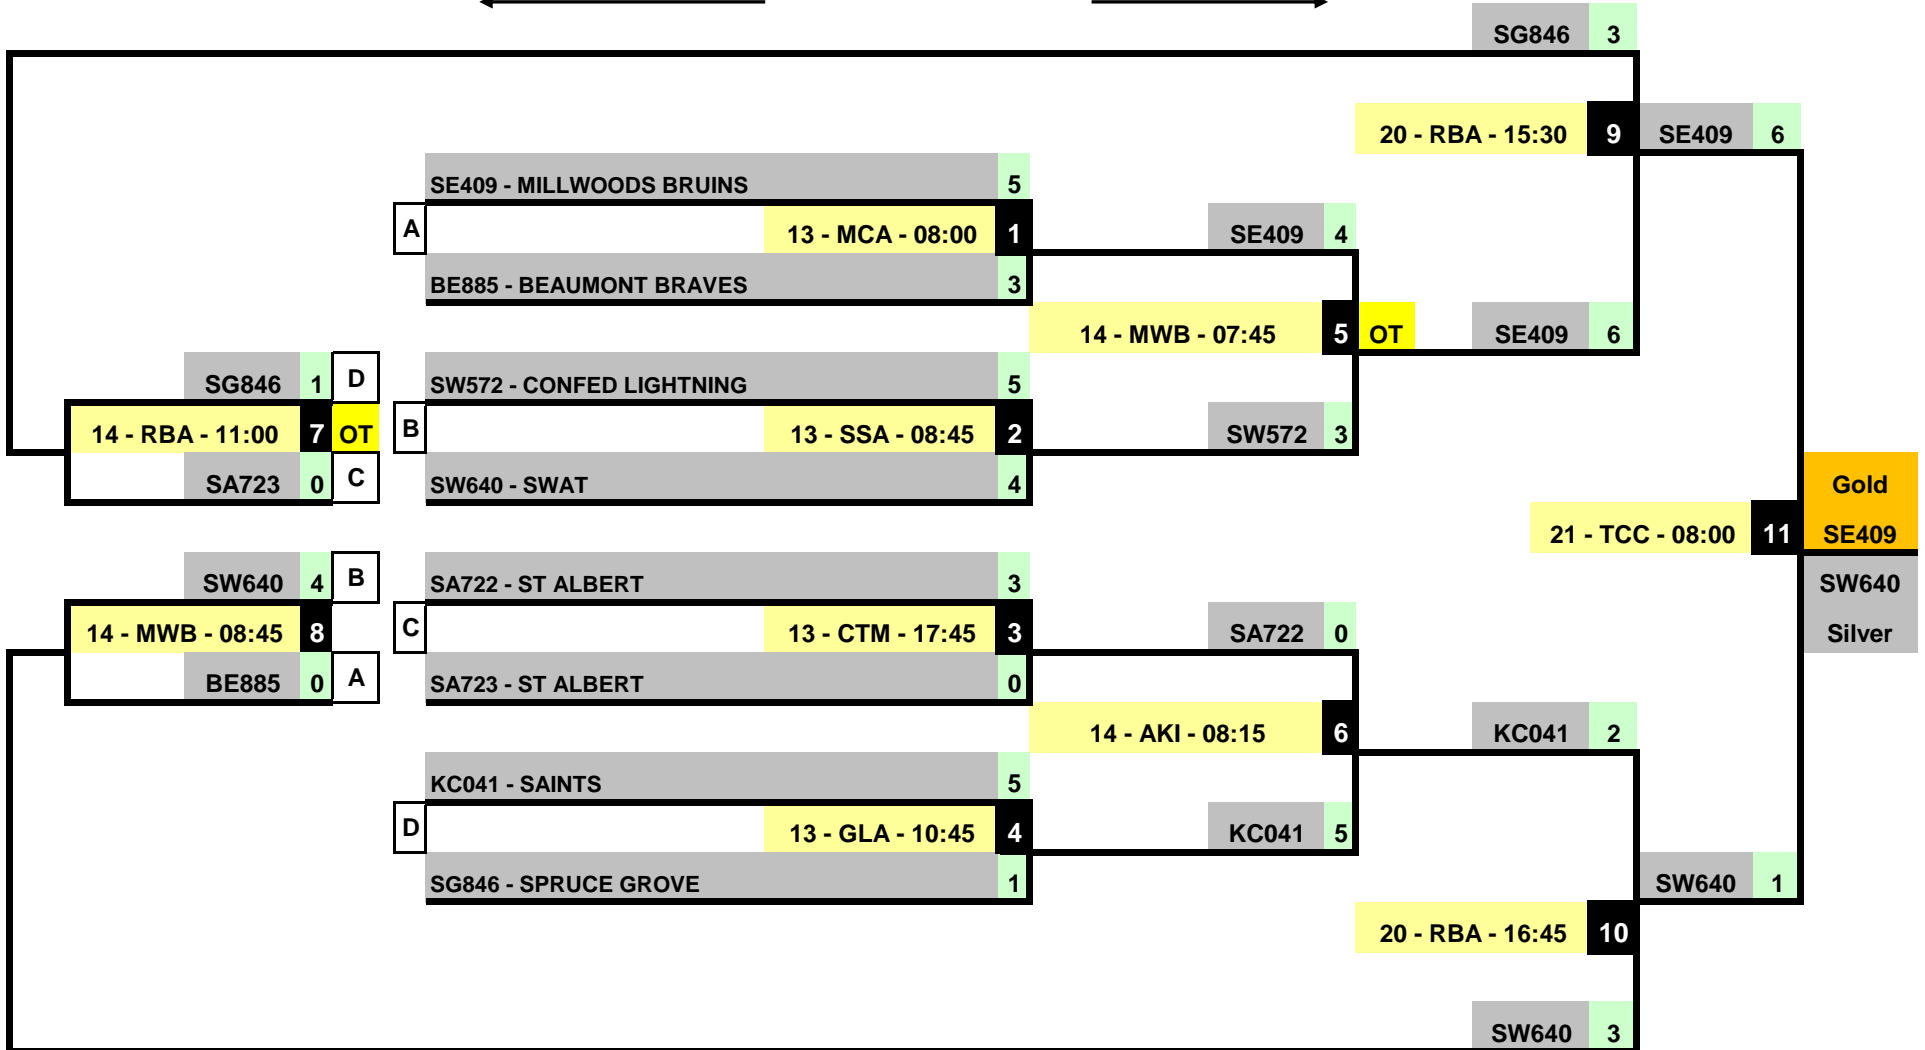 SG846 3
20 - RBA - 15:30 9 SE409 6
SE409 - MILLWOODS BRUINS 5
A 13 - MCA - 08:00 1 SE409 4
BE885 - BEAUMONT BRAVES 3
14 - MWB - 07:45 5 OT SE409 6
SG846 1 D SW572 - CONFED LIGHTNING 5
14 - RBA - 11:00 7 OT B 13 - SSA - 08:45 2 SW572 3
SA723 0 C SW640 - SWAT 4 Gold
21 - TCC - 08:00 11 SE409
SW640 4 B SA722 - ST ALBERT 3 SW640
14 - MWB - 08:45 8 C 13 - CTM - 17:45 3 SA722 0 Silver
BE885 0 A SA723 - ST ALBERT 0
14 - AKI - 08:15 6 KC041 2
KC041 - SAINTS 5
D 13 - GLA - 10:45 4 KC041 5
SG846 - SPRUCE GROVE 1 SW640 1
20 - RBA - 16:45 10
SW640 3